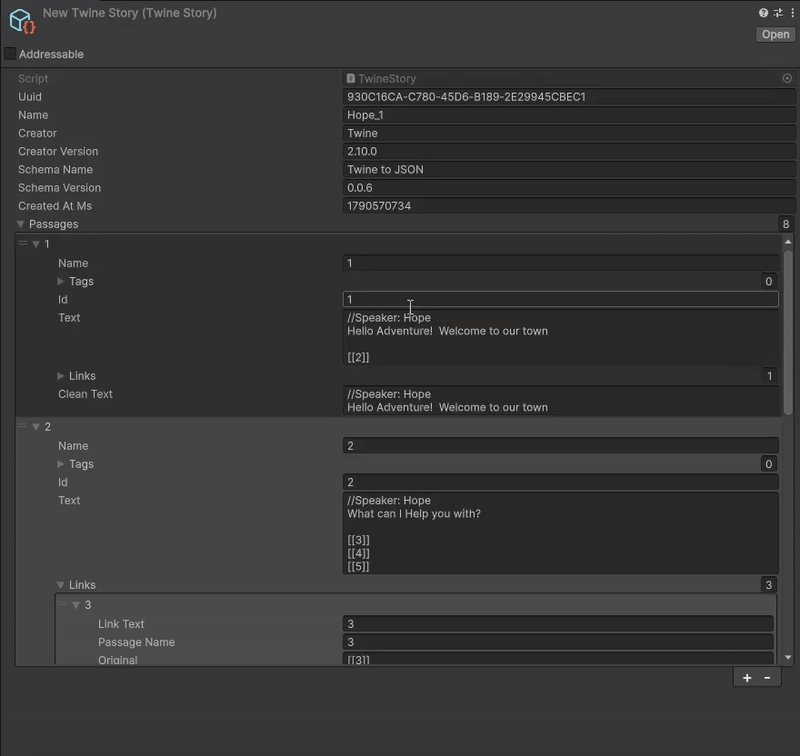 New Twine Story (Twine Story)
Open
Addressable
Script TwineStory
Uuid 930C16CA-C780-45D6-B189-2E29945CBEC1
Name Hope_1
Creator Twine
Creator Version 2.10.0
Schema Name Twine to JSON
Schema Version 0.0.6
Created At Ms 1790570734
Passages 8
1
Name 1
Tags 0
Id 1
Text //Speaker: Hope
Hello Adventure!  Welcome to our town
[[2]]
Links 1
Clean Text //Speaker: Hope
Hello Adventure!  Welcome to our town
2
Name 2
Tags 0
Id 2
Text //Speaker: Hope
What can I Help you with?
[[3]]
[[4]]
[[5]]
Links 3
3
Link Text 3
Passage Name 3
Original [[3]]
+ -